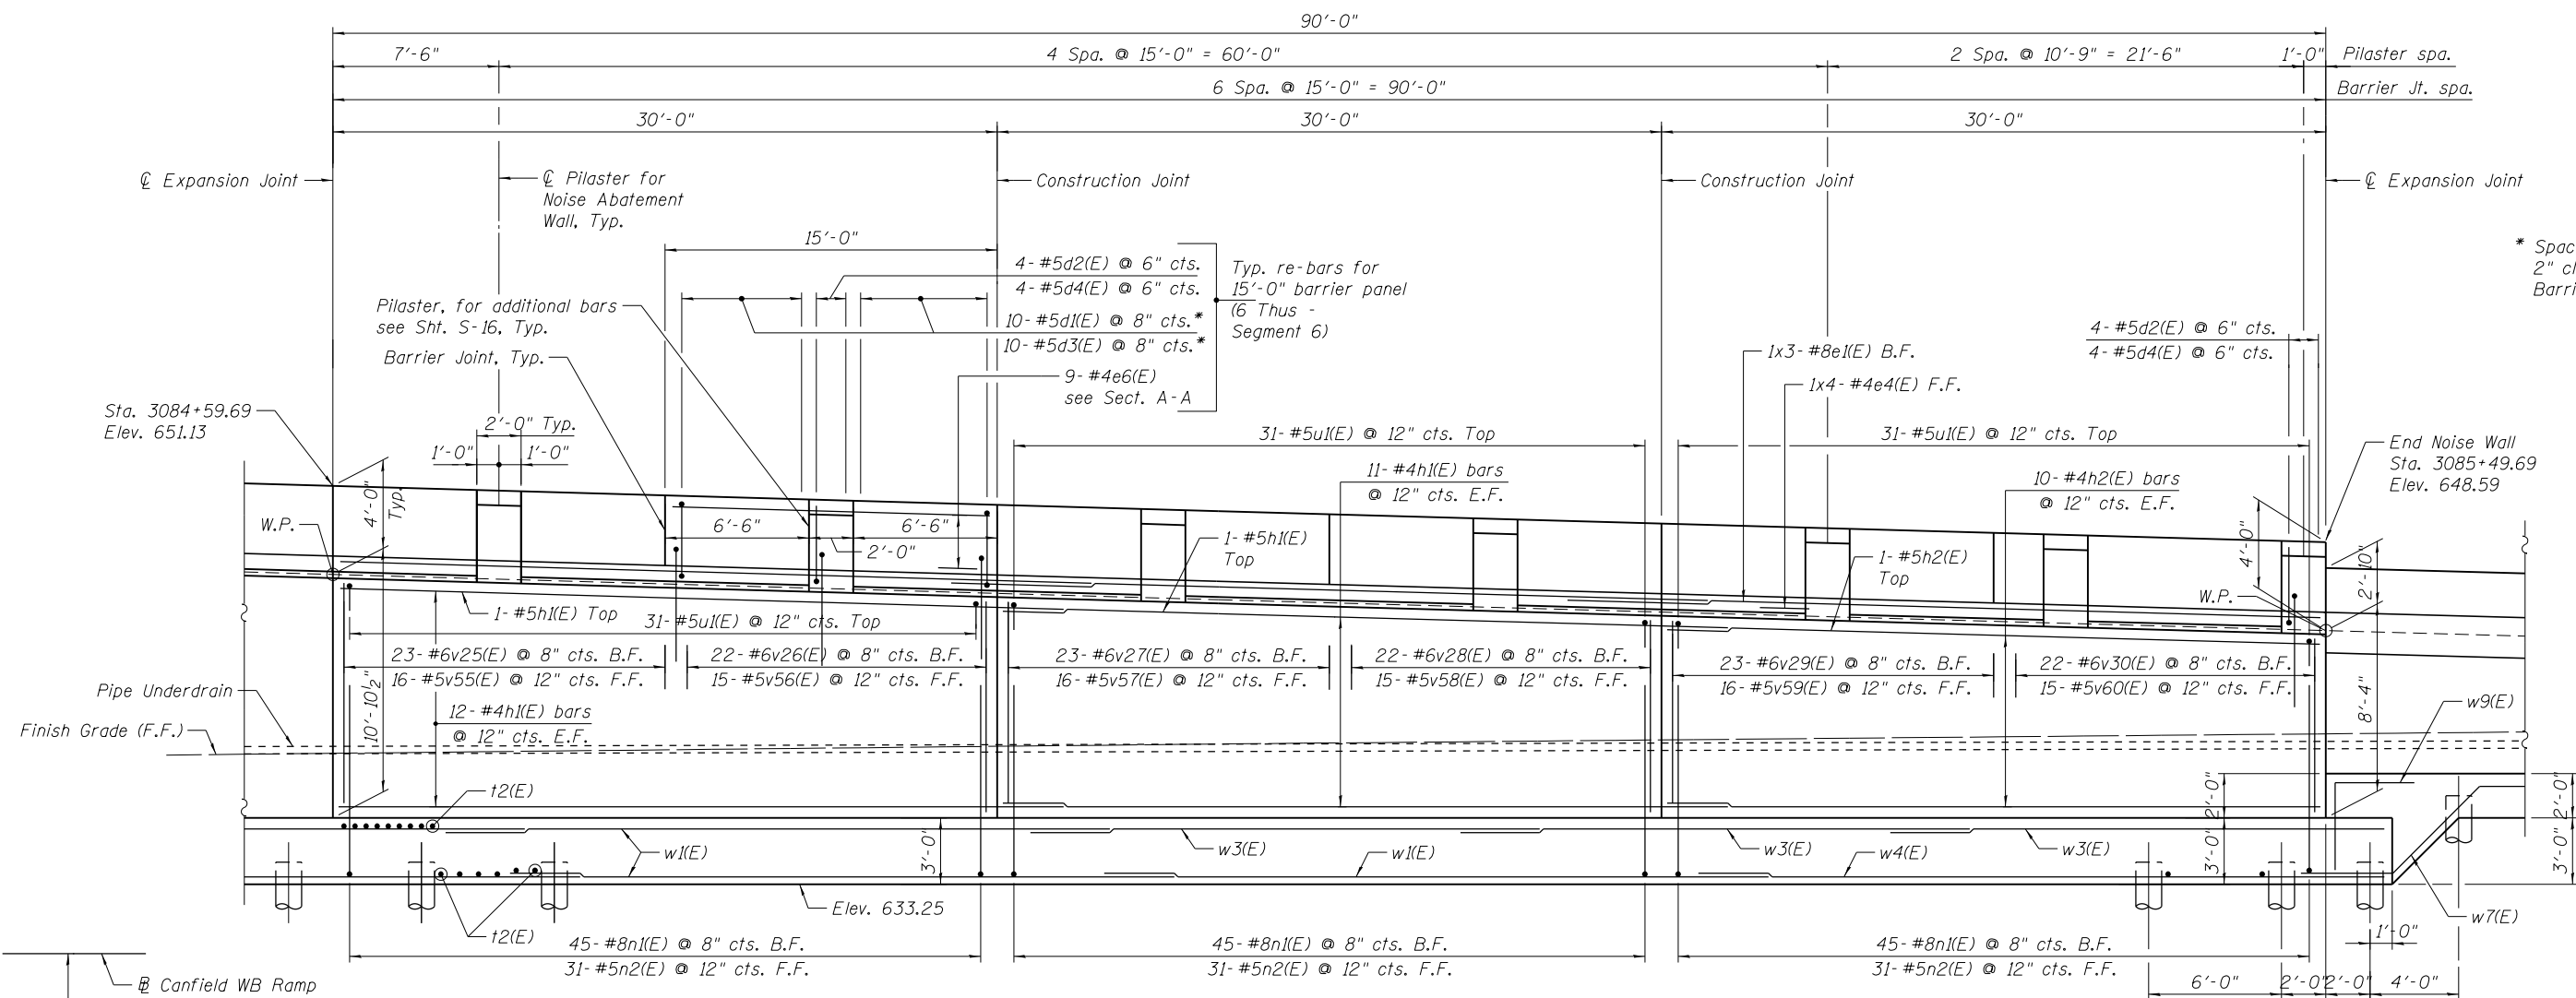 90'-0"
7'-6"
4 Spa. @ 15'-0" = 60'-0"
2 Spa. @ 10'-9" = 21'-6"
1'-0"
Pilaster spa.
6 Spa. @ 15'-0" = 90'-0"
Barrier Jt. spa.
30'-0"
30'-0"
30'-0"
℄ Expansion Joint
℄ Pilaster for
Noise Abatement
Wall, Typ.
Construction Joint
Construction Joint
℄ Expansion Joint
15'-0"
4-#5d2(E) @ 6" cts.
4-#5d4(E) @ 6" cts.
10-#5d1(E) @ 8" cts.*
10-#5d3(E) @ 8" cts.*
9-#4e6(E)
see Sect. A-A
Typ. re-bars for
15'-0" barrier panel
(6 Thus -
Segment 6)
* Spac
2" cl
Barri
Pilaster, for additional bars
see Sht. S-16, Typ.
Barrier Joint, Typ.
1x3-#8e1(E) B.F.
1x4-#4e4(E) F.F.
4-#5d2(E) @ 6" cts.
4-#5d4(E) @ 6" cts.
Sta. 3084+59.69
Elev. 651.13
2'-0" Typ.
1'-0"
1'-0"
31-#5u1(E) @ 12" cts. Top
31-#5u1(E) @ 12" cts. Top
End Noise Wall
Sta. 3085+49.69
Elev. 648.59
11-#4h1(E) bars
@ 12" cts. E.F.
10-#4h2(E) bars
@ 12" cts. E.F.
4'-0"
Typ.
W.P.
6'-6"
6'-6"
2'-0"
1-#5h1(E)
Top
1-#5h2(E)
Top
4'-0"
2'-10"
W.P.
1-#5h1(E) Top
31-#5u1(E) @ 12" cts. Top
23-#6v25(E) @ 8" cts. B.F.
16-#5v55(E) @ 12" cts. F.F.
22-#6v26(E) @ 8" cts. B.F.
15-#5v56(E) @ 12" cts. F.F.
23-#6v27(E) @ 8" cts. B.F.
16-#5v57(E) @ 12" cts. F.F.
22-#6v28(E) @ 8" cts. B.F.
15-#5v58(E) @ 12" cts. F.F.
23-#6v29(E) @ 8" cts. B.F.
16-#5v59(E) @ 12" cts. F.F.
22-#6v30(E) @ 8" cts. B.F.
15-#5v60(E) @ 12" cts. F.F.
Pipe Underdrain
Finish Grade (F.F.)
10'-10½"
12-#4h1(E) bars
@ 12" cts. E.F.
8'-4"
w9(E)
t2(E)
2'-0"
3'-0"
2'-0"
3'-0"
w1(E)
3'-0"
w3(E)
w1(E)
w3(E)
w4(E)
w3(E)
Elev. 633.25
t2(E)
w7(E)
1'-0"
45-#8n1(E) @ 8" cts. B.F.
31-#5n2(E) @ 12" cts. F.F.
45-#8n1(E) @ 8" cts. B.F.
31-#5n2(E) @ 12" cts. F.F.
45-#8n1(E) @ 8" cts. B.F.
31-#5n2(E) @ 12" cts. F.F.
6'-0"
2'-0"
2'-0"
4'-0"
℄ Canfield WB Ramp